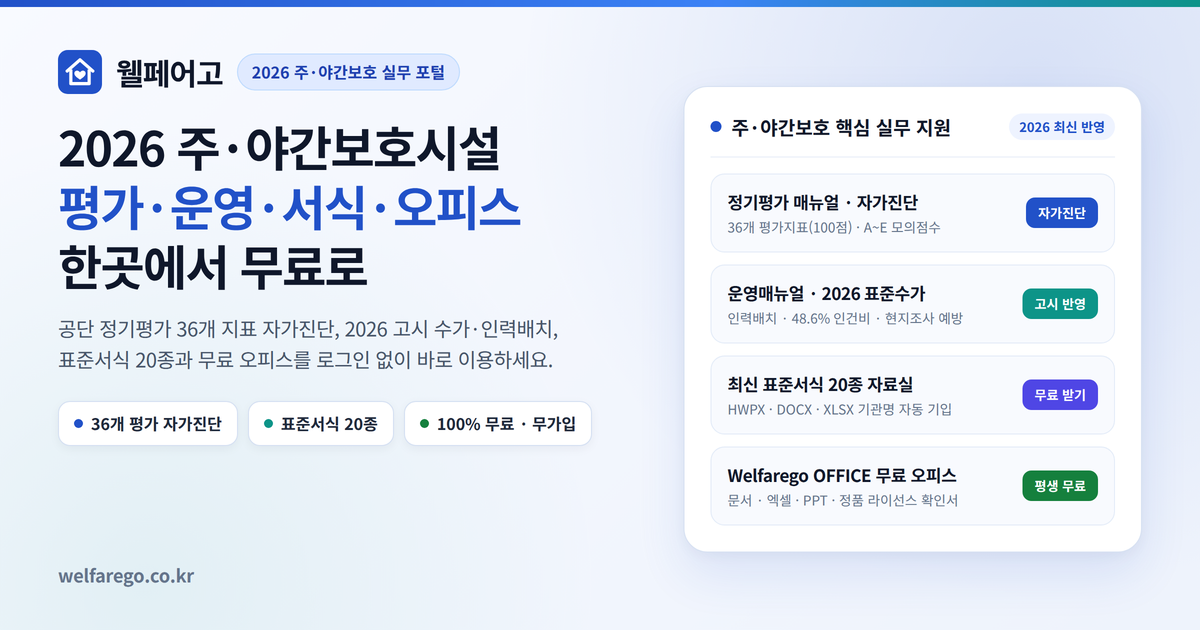 웰페어고
2026 주·야간보호 실무 포털
2026 주·야간보호시설
평가·운영·서식·오피스
한곳에서 무료로
공단 정기평가 36개 지표 자가진단, 2026 고시 수가·인력배치,
표준서식 20종과 무료 오피스를 로그인 없이 바로 이용하세요.
36개 평가 자가진단
표준서식 20종
100% 무료 · 무가입
welfarego.co.kr
주·야간보호 핵심 실무 지원
2026 최신 반영
정기평가 매뉴얼 · 자가진단
36개 평가지표(100점) · A~E 모의점수
자가진단
운영매뉴얼 · 2026 표준수가
인력배치 · 48.6% 인건비 · 현지조사 예방
고시 반영
최신 표준서식 20종 자료실
HWPX · DOCX · XLSX 기관명 자동 기입
무료 받기
Welfarego OFFICE 무료 오피스
문서 · 엑셀 · PPT · 정품 라이선스 확인서
평생 무료